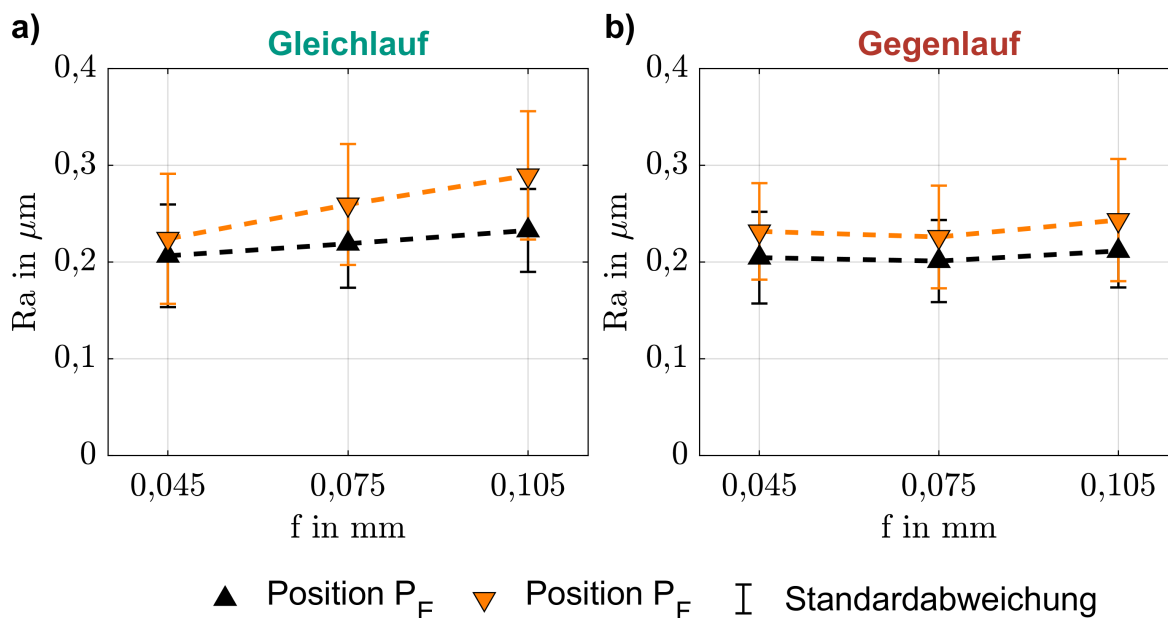 a)
Gleichlauf
0,4
0,3
0,2
0,1
0
Ra in μm
0,045 0,075 0,105
f in mm
b)
Gegenlauf
0,4
0,3
0,2
0,1
0
Ra in μm
0,045 0,075 0,105
f in mm
Position P Position P Standardabweichung